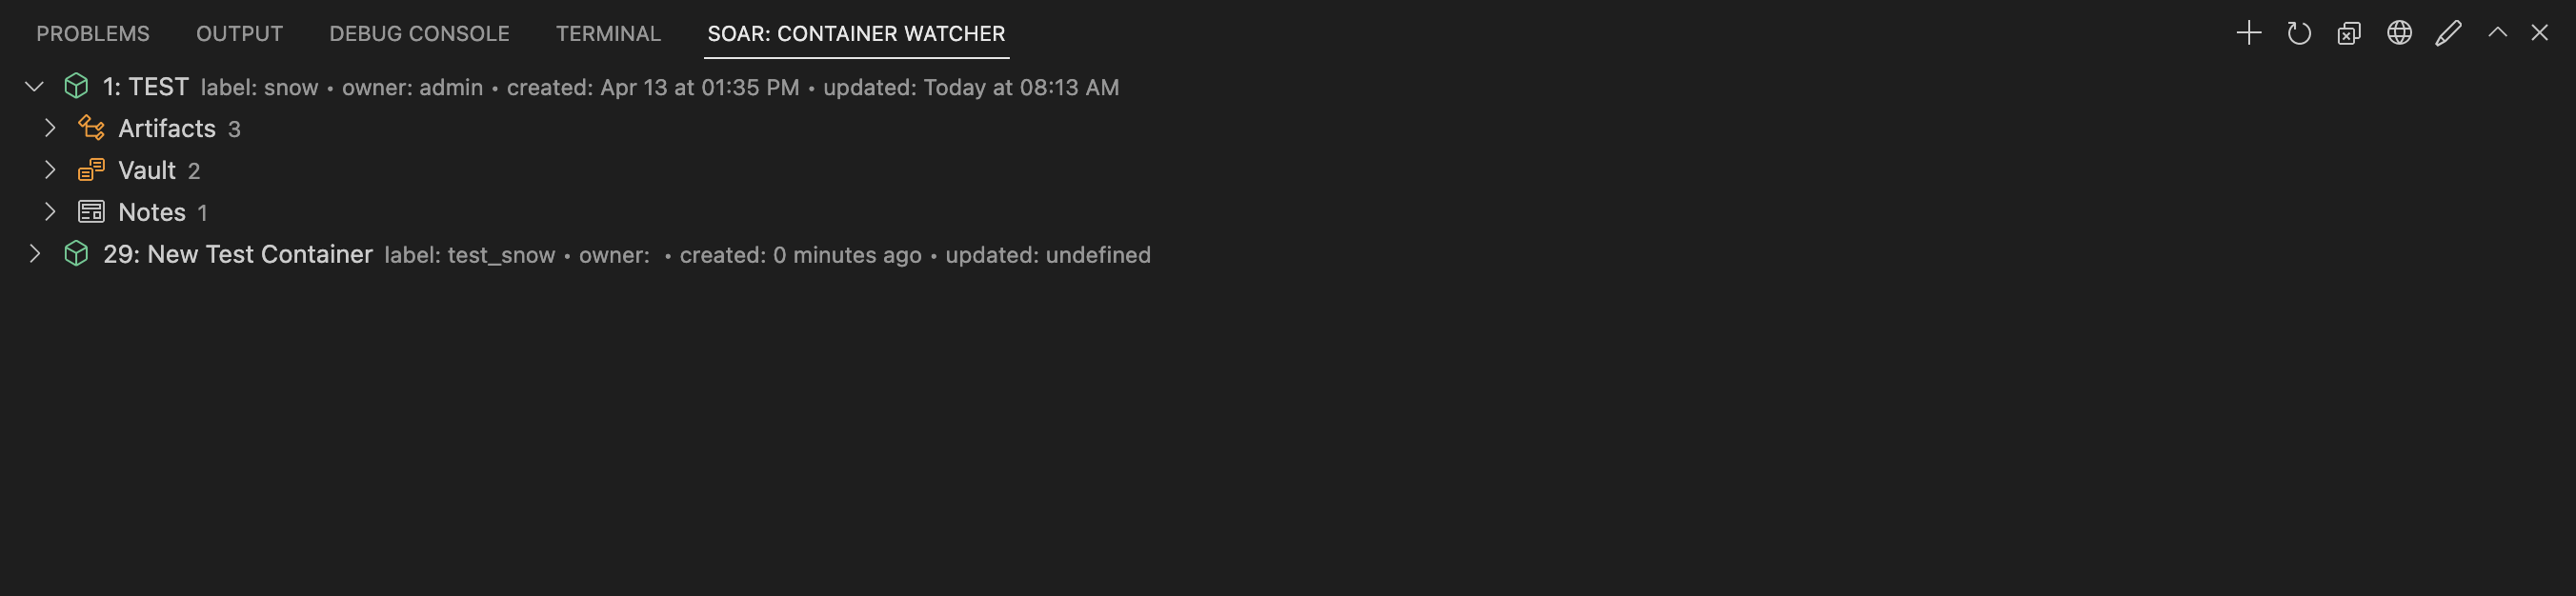 PROBLEMS OUTPUT DEBUG CONSOLE TERMINAL SOAR: CONTAINER WATCHER
1: TEST label: snow • owner: admin • created: Apr 13 at 01:35 PM • updated: Today at 08:13 AM
Artifacts 3
Vault 2
Notes 1
29: New Test Container label: test_snow • owner: • created: 0 minutes ago • updated: undefined